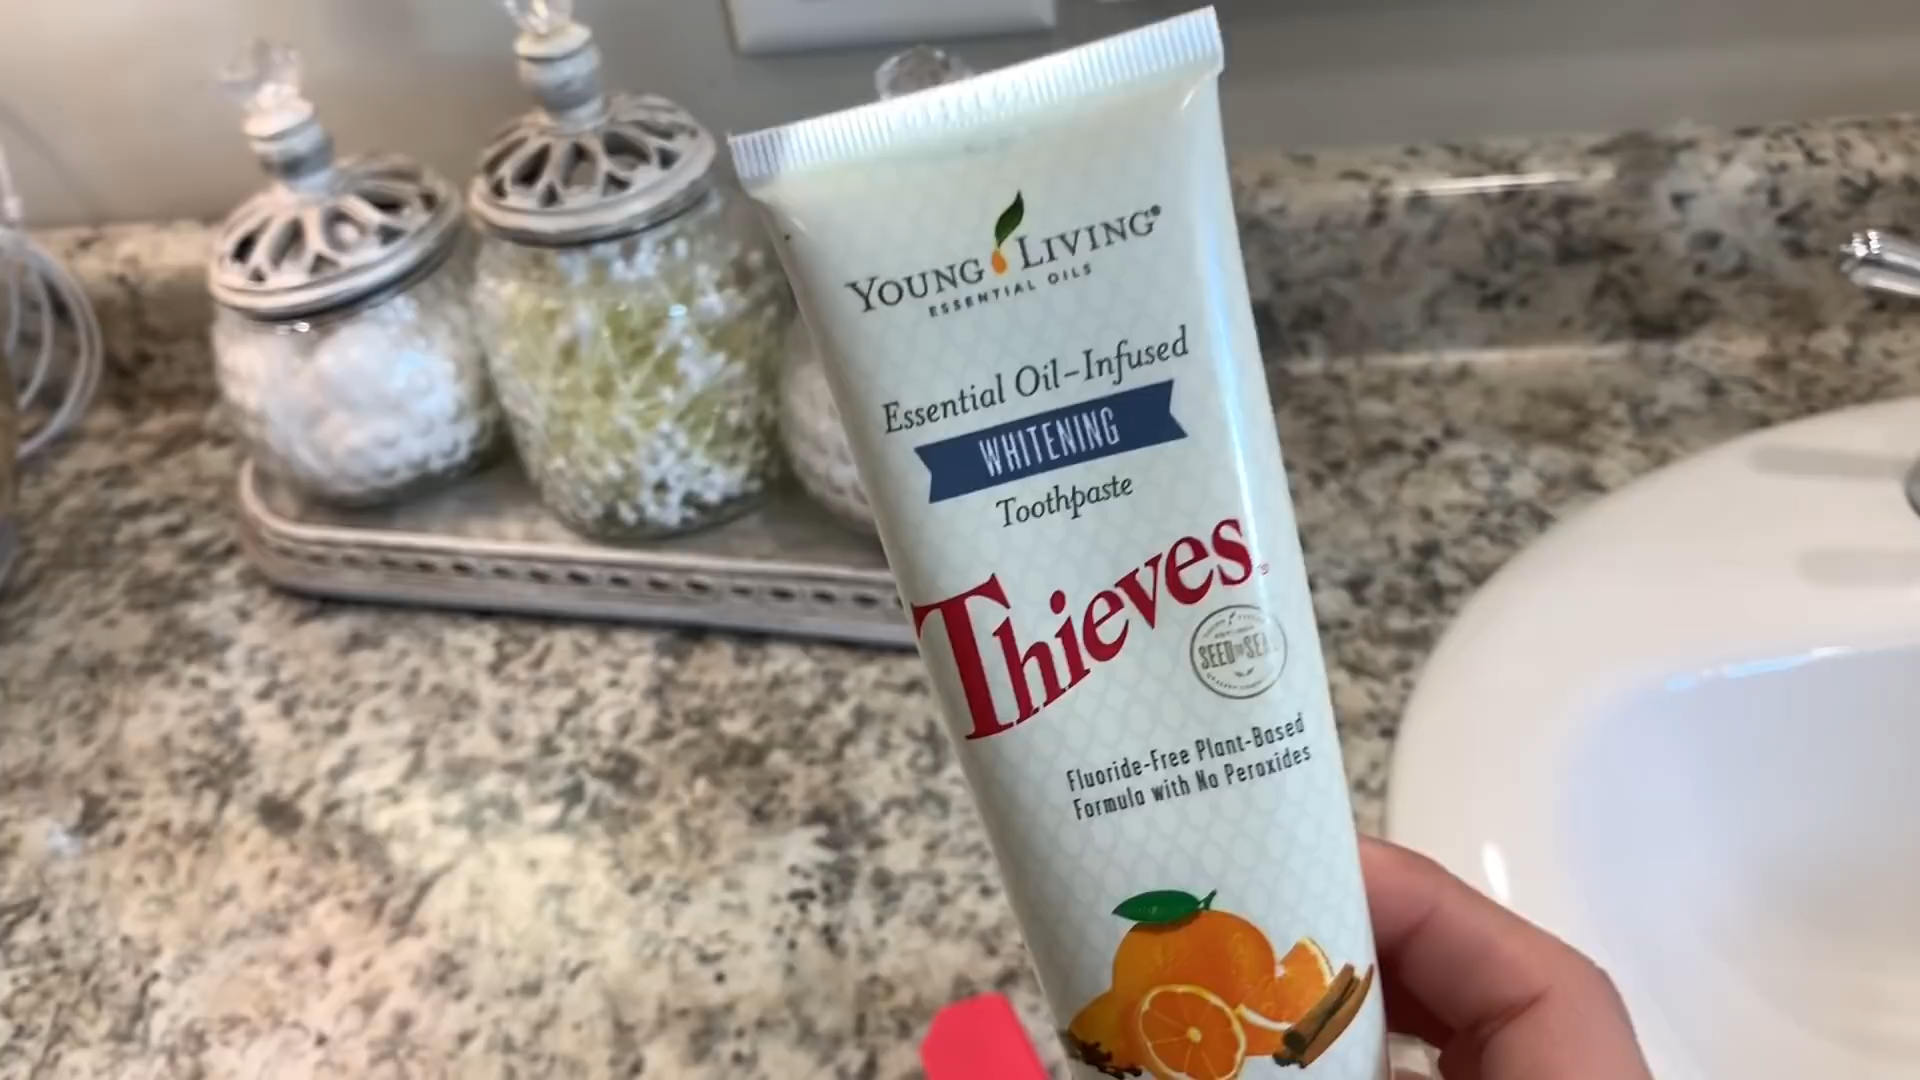 YOUNG LIVING®
ESSENTIAL OILS
Essential Oil-Infused
WHITENING
Toothpaste
Thieves
SEED TO SEAL
Fluoride-Free Plant-Based
Formula with No Peroxides